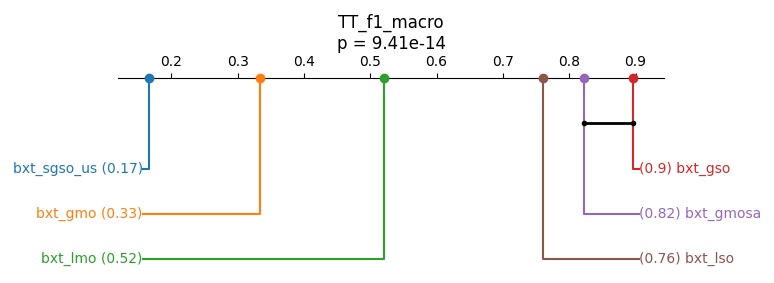 TT_f1_macro
p = 9.41e-14
0.2 0.3 0.4 0.5 0.6 0.7 0.8 0.9
bxt_sgso_us (0.17) (0.9) bxt_gso
bxt_gmo (0.33) (0.82) bxt_gmosa
bxt_lmo (0.52) (0.76) bxt_lso